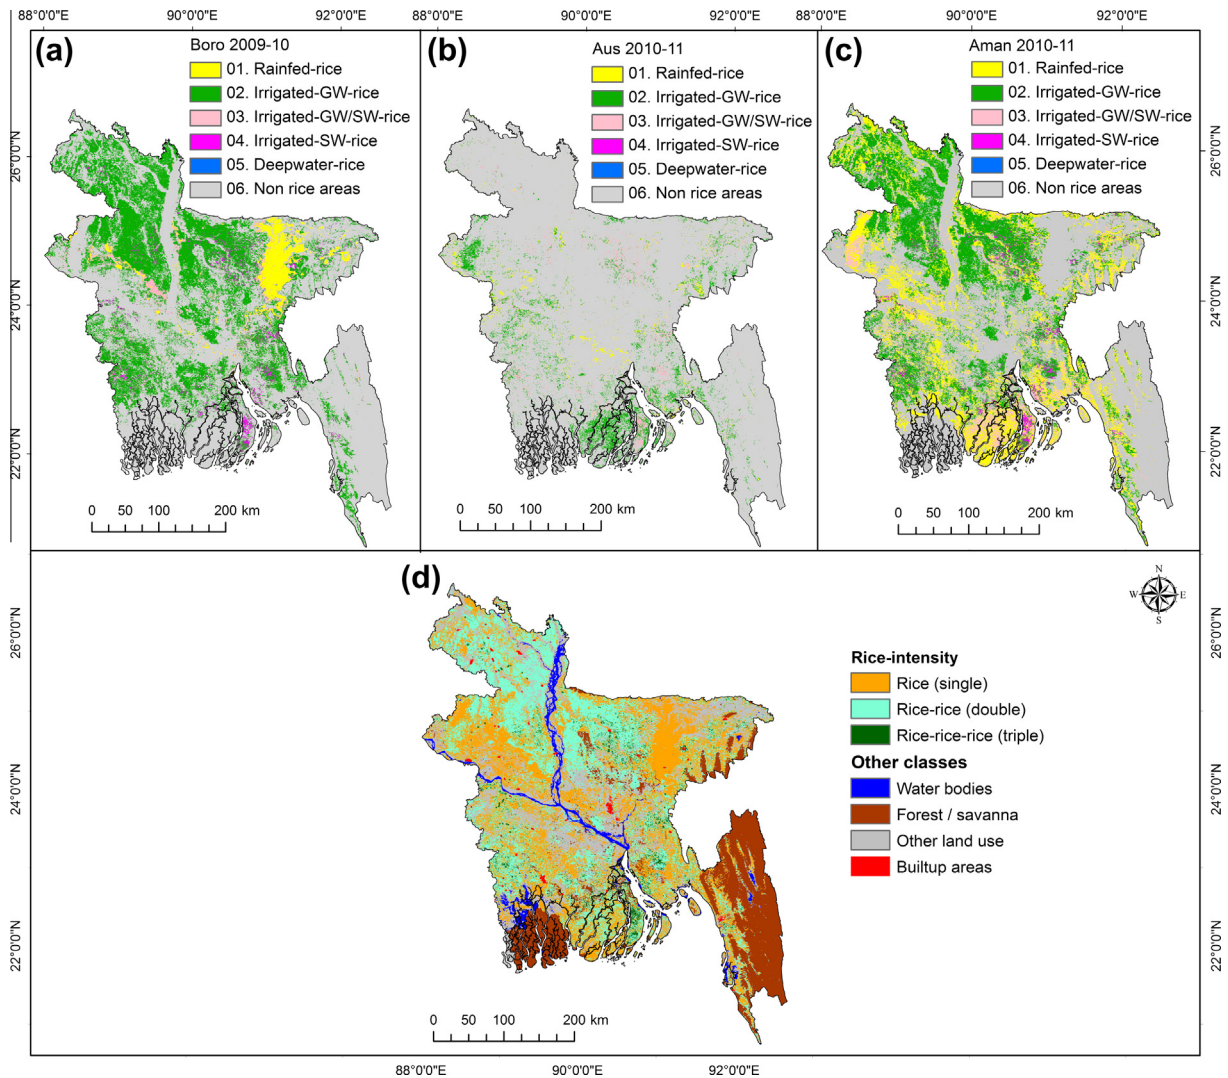 88°0'0"E 90°0'0"E 92°0'0"E 90°0'0"E 88°0'0"E 90°0'0"E 92°0'0"E
(a)
Boro 2009-10
01. Rainfed-rice
02. Irrigated-GW-rice
03. Irrigated-GW/SW-rice
04. Irrigated-SW-rice
05. Deepwater-rice
06. Non rice areas
26°0'0"N
24°0'0"N
22°0'0"N
0 50 100 200 km
(b)
Aus 2010-11
01. Rainfed-rice
02. Irrigated-GW-rice
03. Irrigated-GW/SW-rice
04. Irrigated-SW-rice
05. Deepwater-rice
06. Non rice areas
0 50 100 200 km
(c)
Aman 2010-11
01. Rainfed-rice
02. Irrigated-GW-rice
03. Irrigated-GW/SW-rice
04. Irrigated-SW-rice
05. Deepwater-rice
06. Non rice areas
26°0'0"N
24°0'0"N
22°0'0"N
0 50 100 200 km
(d)
N
W E
S
26°0'0"N
24°0'0"N
22°0'0"N
Rice-intensity
Rice (single)
Rice-rice (double)
Rice-rice-rice (triple)
Other classes
Water bodies
Forest / savanna
Other land use
Builtup areas
26°0'0"N
24°0'0"N
22°0'0"N
0 50 100 200 km
88°0'0"E 90°0'0"E 92°0'0"E